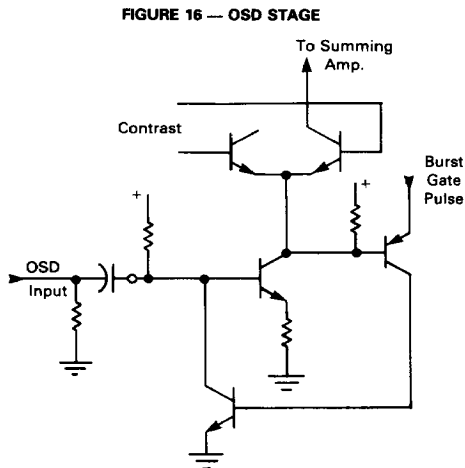 FIGURE 16 — OSD STAGE
To Summing
Amp.
Contrast
Burst
Gate
Pulse
+
+
OSD
Input